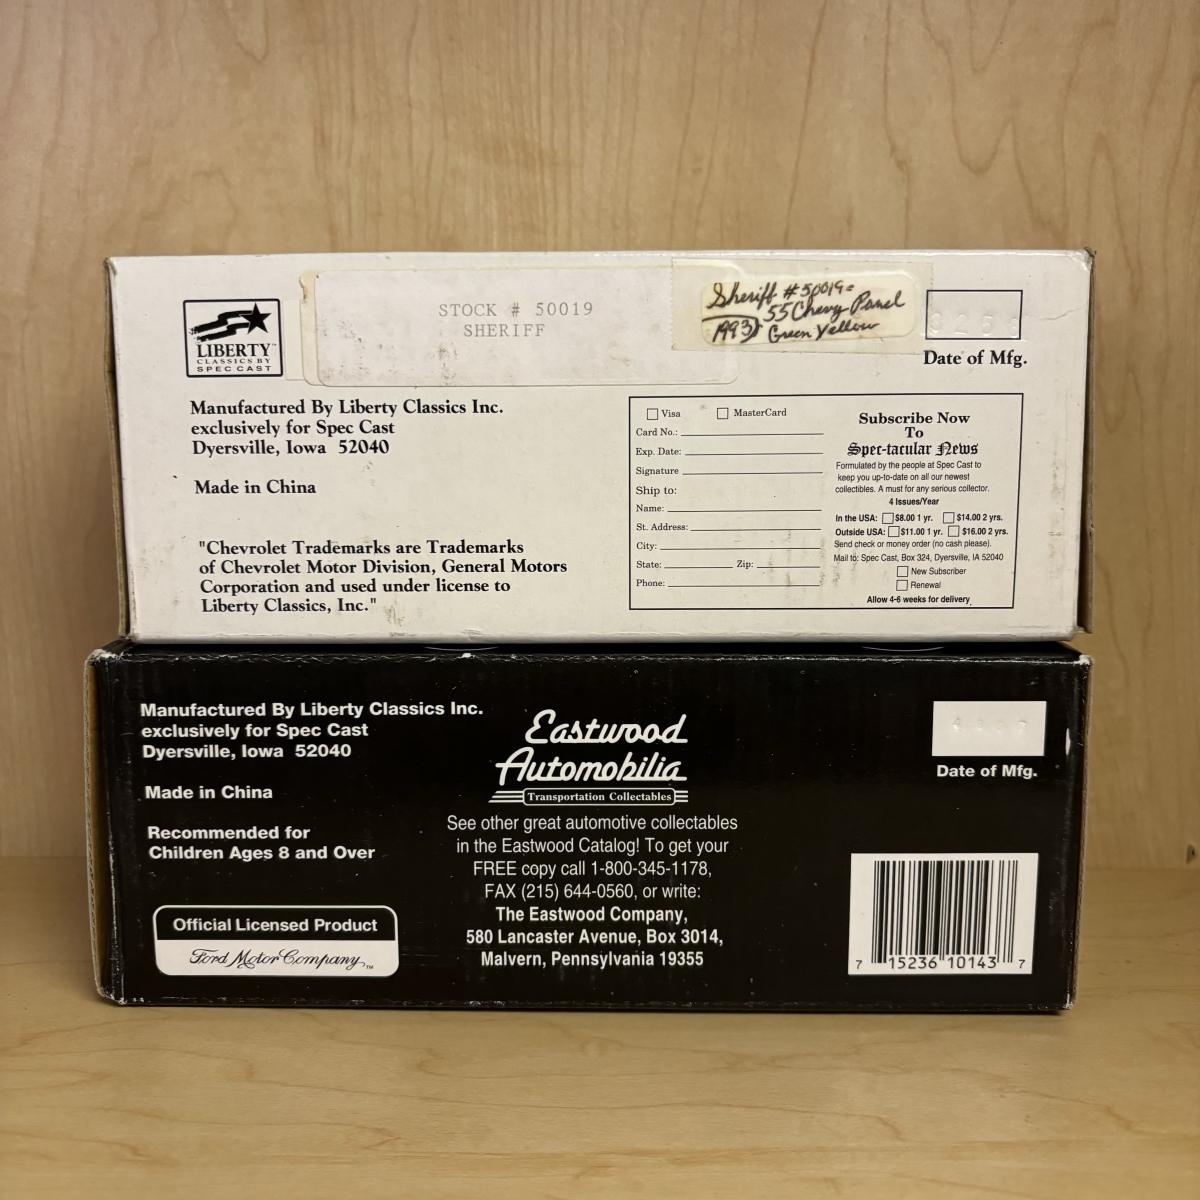 LIBERTY™
CLASSICS BY
SPEC CAST
STOCK # 50019
SHERIFF
Sheriff #50019=
55 Chevy Panel
1993 Green Yellow
Date of Mfg.
Manufactured By Liberty Classics Inc.
exclusively for Spec Cast
Dyersville, Iowa 52040
Made in China
"Chevrolet Trademarks are Trademarks
of Chevrolet Motor Division, General Motors
Corporation and used under license to
Liberty Classics, Inc."
Visa MasterCard
Card No.:
Exp. Date:
Signature
Ship to:
Name:
St. Address:
City:
State: Zip:
Phone:
Subscribe Now
To
Spec-tacular News
Formulated by the people at Spec Cast to
keep you up-to-date on all our newest
collectibles. A must for any serious collector.
4 Issues/Year
In the USA: $8.00 1 yr. $14.00 2 yrs.
Outside USA: $11.00 1 yr. $16.00 2 yrs.
Send check or money order (no cash please).
Mail to: Spec Cast, Box 324, Dyersville, IA 52040
New Subscriber
Renewal
Allow 4-6 weeks for delivery
Manufactured By Liberty Classics Inc.
exclusively for Spec Cast
Dyersville, Iowa 52040
Made in China
Recommended for
Children Ages 8 and Over
Official Licensed Product
Ford Motor Company™
Eastwood
Automobilia
Transportation Collectables
See other great automotive collectables
in the Eastwood Catalog! To get your
FREE copy call 1-800-345-1178,
FAX (215) 644-0560, or write:
The Eastwood Company,
580 Lancaster Avenue, Box 3014,
Malvern, Pennsylvania 19355
Date of Mfg.
7 15236 10143 7